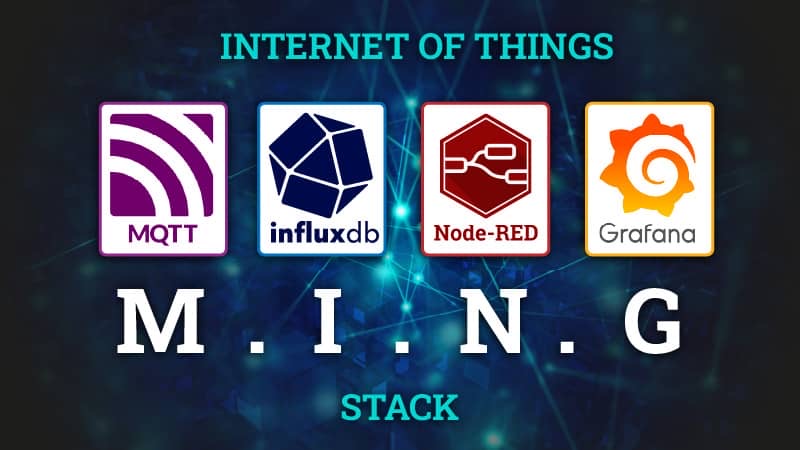 INTERNET OF THINGS
MQTT
influxdb
Node-RED
Grafana
M . I . N . G
STACK